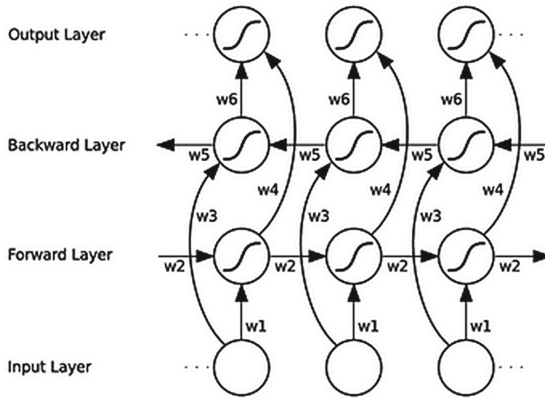 Output Layer
w6 w6 w6
Backward Layer
w5 w5 w5 w5
w4 w4 w4
w3 w3 w3
Forward Layer
w2 w2 w2 w2
w1 w1 w1
Input Layer